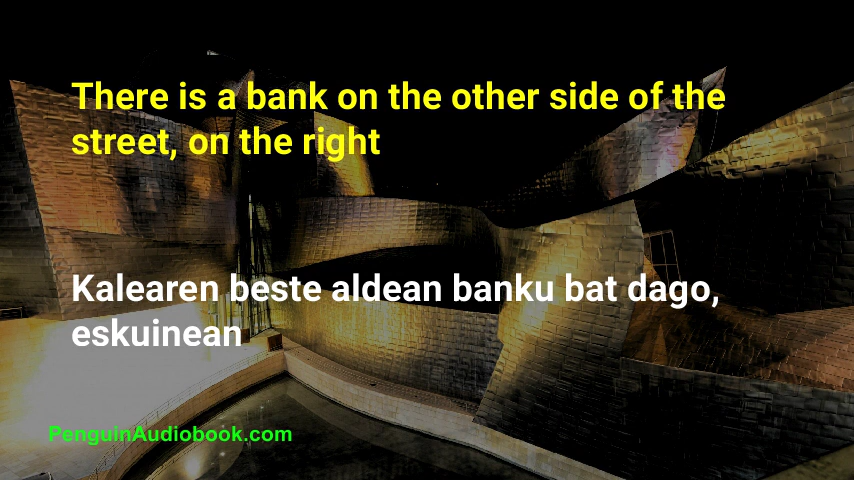 There is a bank on the other side of the
street, on the right
Kalearen beste aldean banku bat dago,
eskuinean
PenguinAudiobook.com